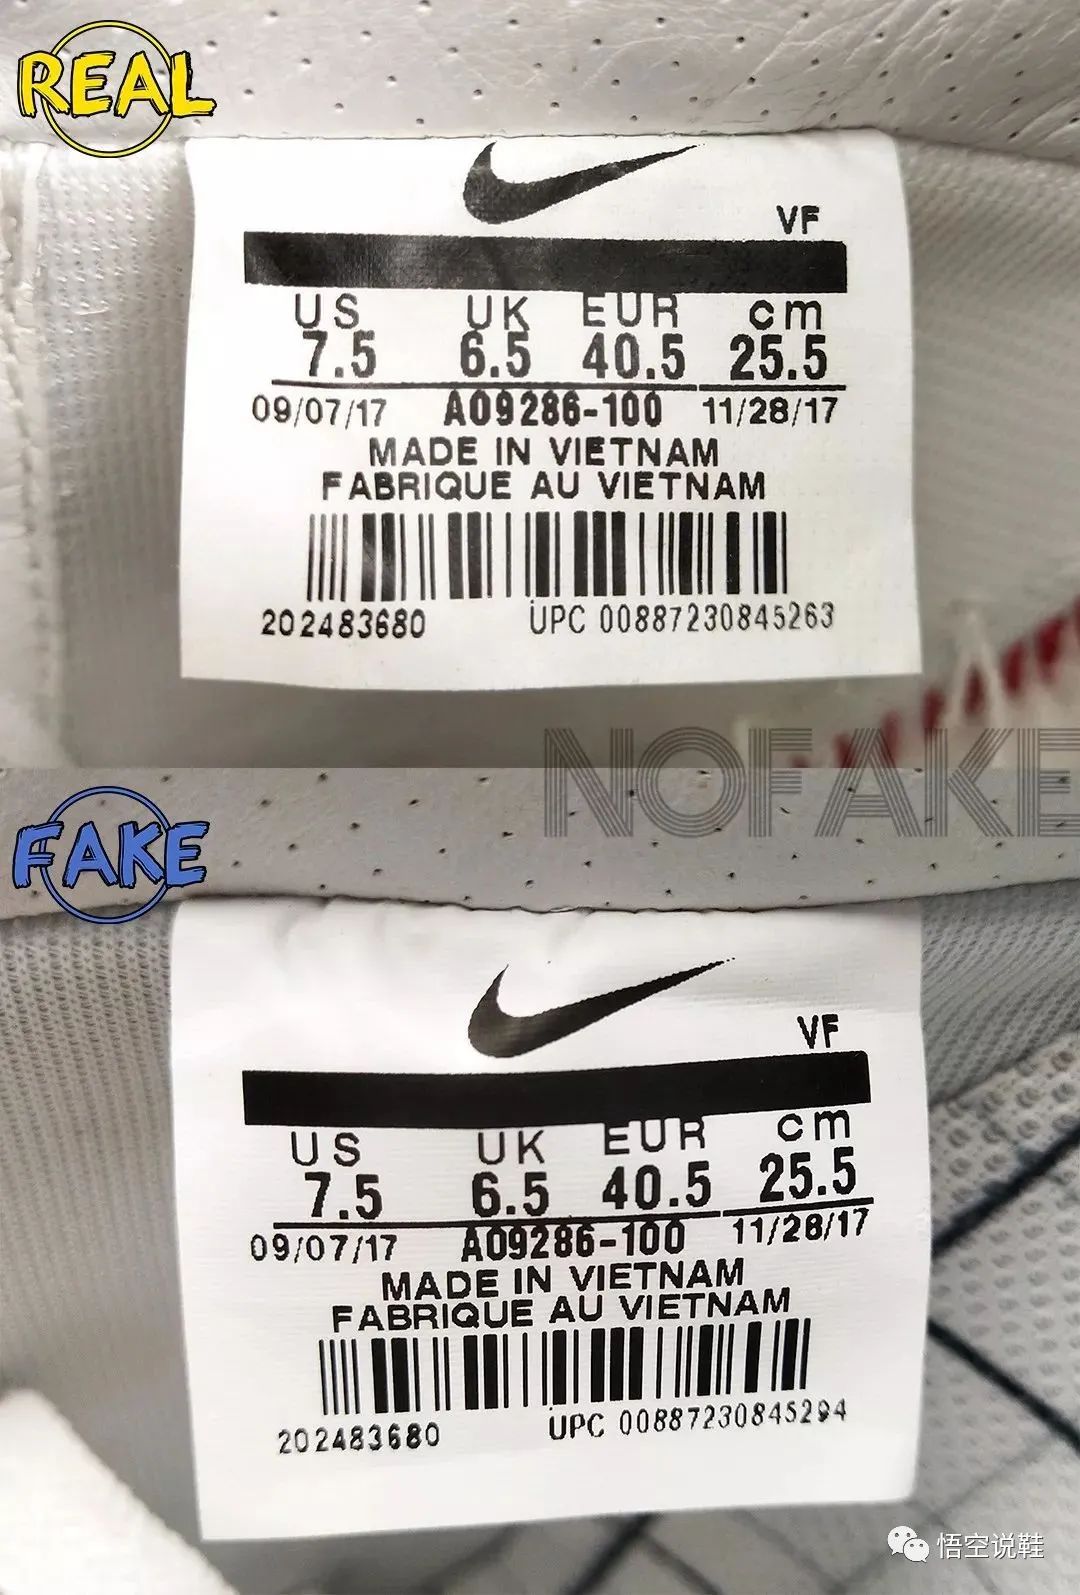 REAL
VF
US UK EUR cm
7.5 6.5 40.5 25.5
09/07/17 AO9286-100 11/28/17
MADE IN VIETNAM
FABRIQUE AU VIETNAM
202483680 UPC 00887230845263
NOFAKE
FAKE
VF
US UK EUR cm
7.5 6.5 40.5 25.5
09/07/17 AO9286-100 11/28/17
MADE IN VIETNAM
FABRIQUE AU VIETNAM
202483680 UPC 00887230845294
悟空说鞋